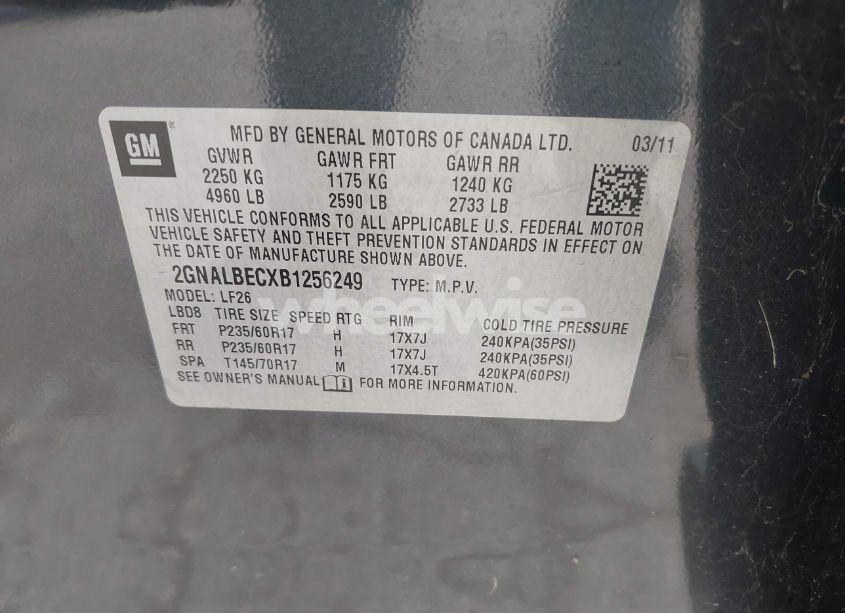 GM ® MFD BY GENERAL MOTORS OF CANADA LTD. 03/11
GVWR GAWR FRT GAWR RR
2250 KG 1175 KG 1240 KG
4960 LB 2590 LB 2733 LB
THIS VEHICLE CONFORMS TO ALL APPLICABLE U.S. FEDERAL MOTOR
VEHICLE SAFETY AND THEFT PREVENTION STANDARDS IN EFFECT ON
THE DATE OF MANUFACTURE SHOWN ABOVE.
2GNALBECXB1256249 TYPE: M.P.V.
MODEL: LF26
wheelwise
LBD8 TIRE SIZE SPEED RTG RIM COLD TIRE PRESSURE
FRT P235/60R17 H 17X7J 240KPA(35PSI)
RR P235/60R17 H 17X7J 240KPA(35PSI)
SPA T145/70R17 M 17X4.5T 420KPA(60PSI)
SEE OWNER'S MANUAL i FOR MORE INFORMATION.